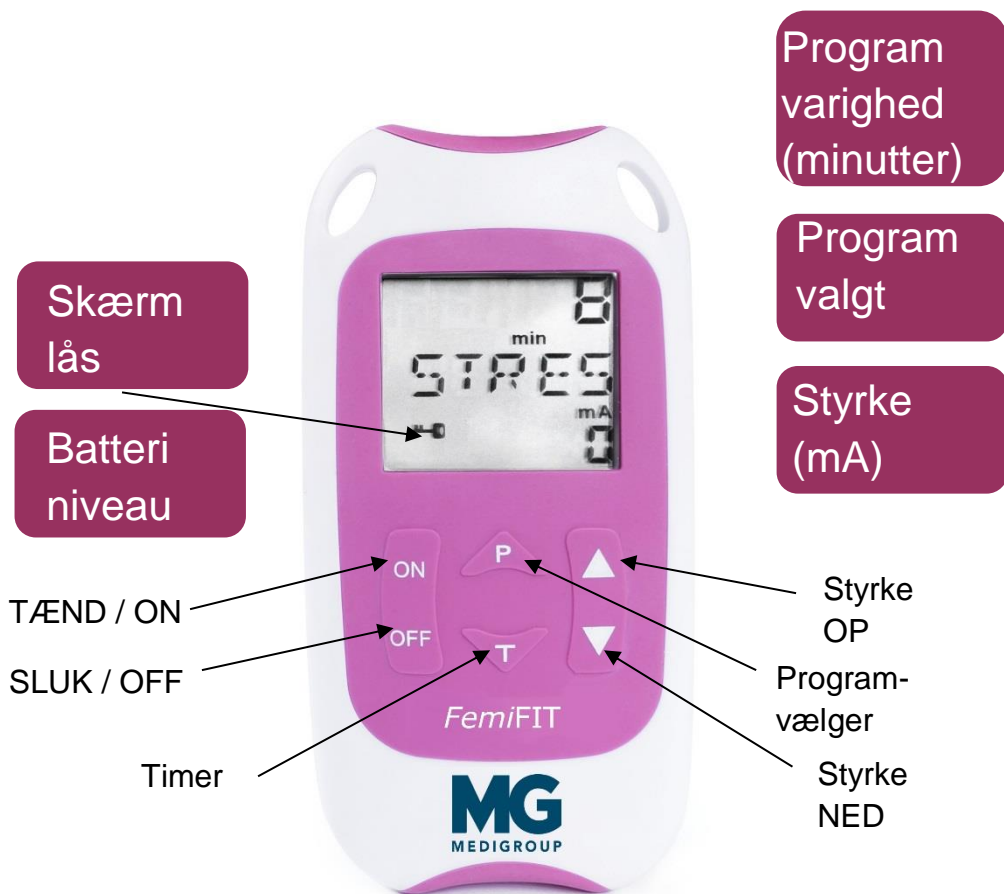 Program
varighed
(minutter)
Program
valgt
Styrke
(mA)
Skærm
lås
Batteri
niveau
8
min
STRES
mA
0
ON
P
OFF
T
FemiFIT
MG
MEDIGROUP
TÆND / ON
SLUK / OFF
Timer
Styrke
OP
Program-
vælger
Styrke
NED